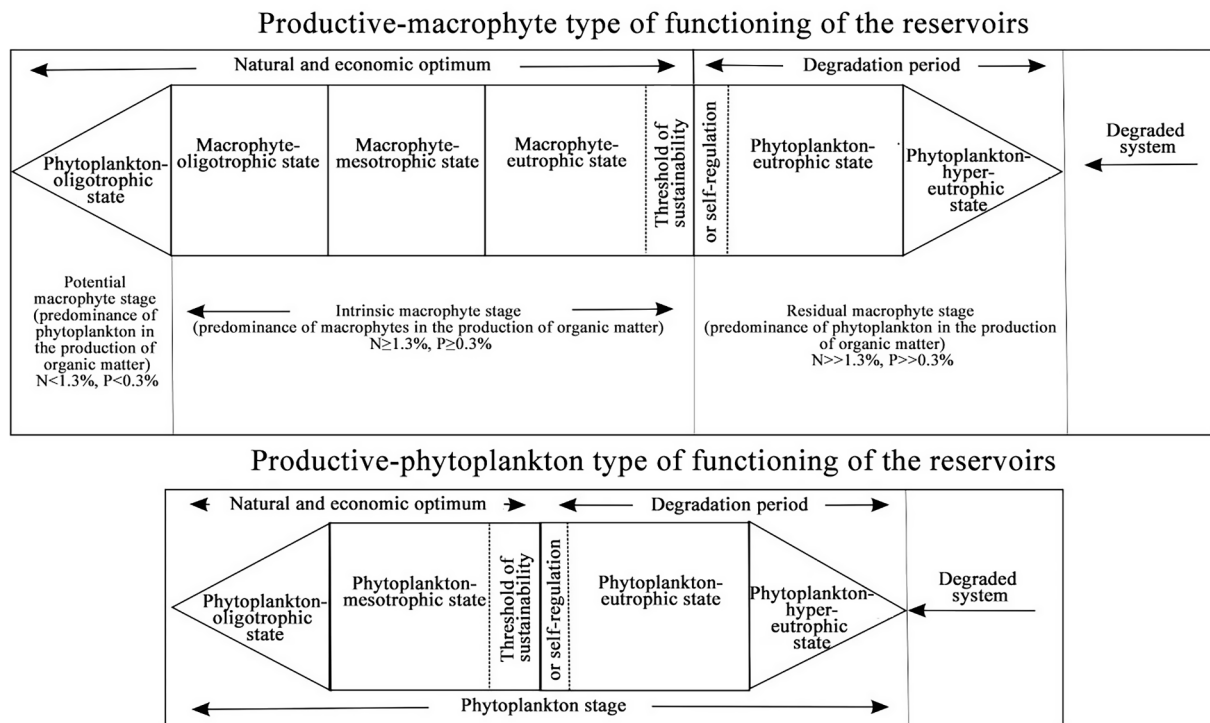 Productive-macrophyte type of functioning of the reservoirs
Natural and economic optimum
Degradation period
Phytoplankton-
oligotrophic
state
Macrophyte-
oligotrophic state
Macrophyte-
mesotrophic state
Macrophyte-
eutrophic state
Threshold of
sustainability
or self-regulation
Phytoplankton-
eutrophic state
Phytoplankton-
hyper-
eutrophic
state
Degraded
system
Potential
macrophyte stage
(predominance of
phytoplankton in
the production of
organic matter)
N<1.3%, P<0.3%
Intrinsic macrophyte stage
(predominance of macrophytes in the production of organic matter)
N≥1.3%, P≥0.3%
Residual macrophyte stage
(predominance of phytoplankton in the production
of organic matter)
N>>1.3%, P>>0.3%
Productive-phytoplankton type of functioning of the reservoirs
Natural and economic optimum
Degradation period
Phytoplankton-
oligotrophic
state
Phytoplankton-
mesotrophic state
Threshold of
sustainability
or self-regulation
Phytoplankton-
eutrophic state
Phytoplankton-
hyper-
eutrophic
state
Degraded
system
Phytoplankton stage